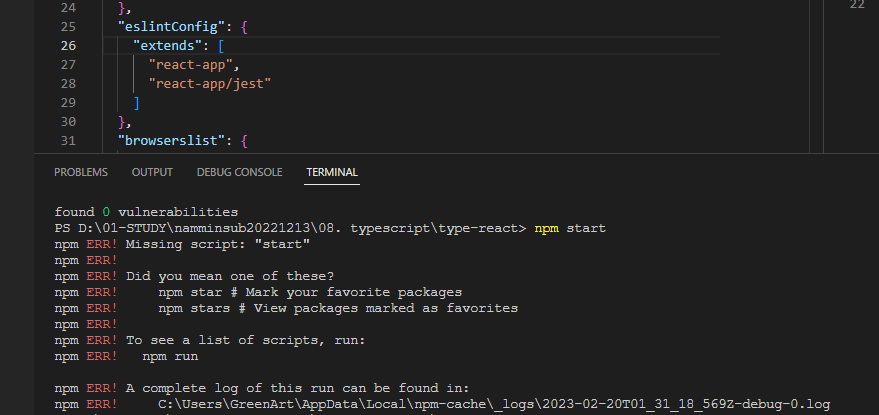 22
24 },
25 "eslintConfig": {
26 "extends": [
27 "react-app",
28 "react-app/jest"
29 ]
30 },
31 "browserslist": {
PROBLEMS OUTPUT DEBUG CONSOLE TERMINAL
found 0 vulnerabilities
PS D:\01-STUDY\namminsub20221213\08. typescript\type-react> npm start
npm ERR! Missing script: "start"
npm ERR!
npm ERR! Did you mean one of these?
npm ERR!     npm star # Mark your favorite packages
npm ERR!     npm stars # View packages marked as favorites
npm ERR!
npm ERR! To see a list of scripts, run:
npm ERR!   npm run
npm ERR! A complete log of this run can be found in:
npm ERR!     C:\Users\GreenArt\AppData\Local\npm-cache\_logs\2023-02-20T01_31_18_569Z-debug-0.log